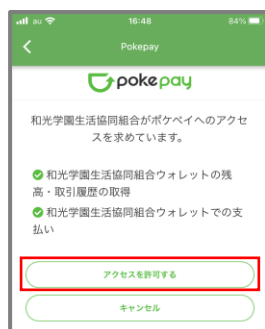 au 16:48 84%
Pokepay
pokepay
和光学園生活協同組合がポケペイへのアクセ
スを求めています。
和光学園生活協同組合ウォレットの残
高・取引履歴の取得
和光学園生活協同組合ウォレットでの支
払い
アクセスを許可する
キャンセル